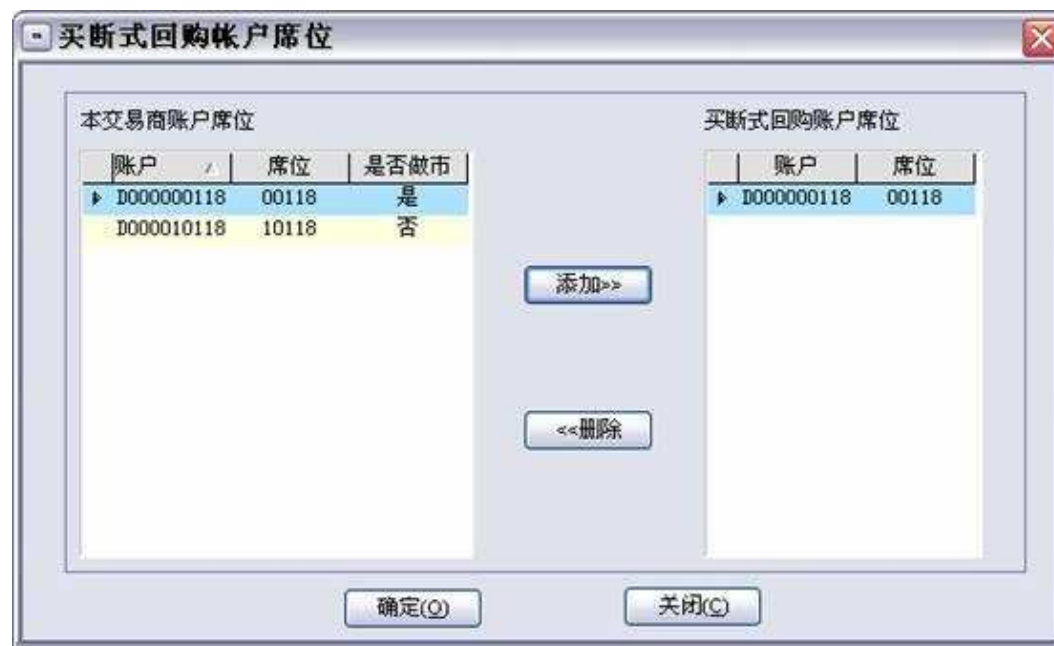 买断式回购帐户席位
本交易商账户席位 买断式回购账户席位
账户 席位 是否做市 账户 席位
D000000118 00118 是 D000000118 00118
D000010118 10118 否
添加>>
<<删除
确定(O) 关闭(C)